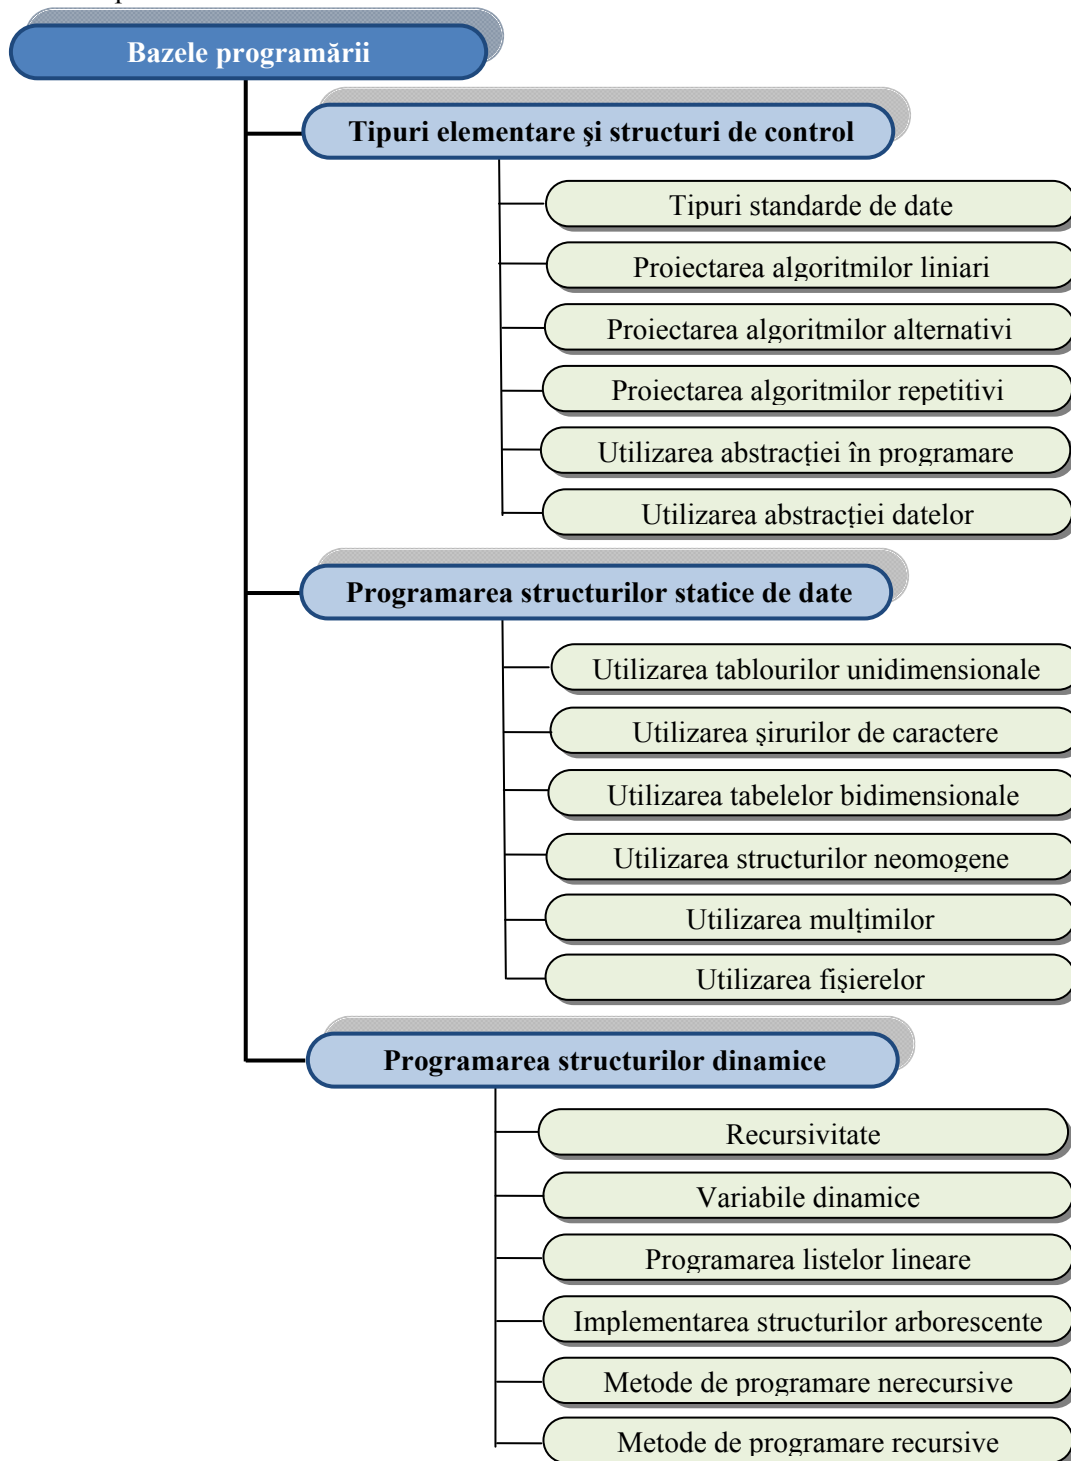 Bazele programării
Tipuri elementare şi structuri de control
Tipuri standarde de date
Proiectarea algoritmilor liniari
Proiectarea algoritmilor alternativi
Proiectarea algoritmilor repetitivi
Utilizarea abstracției în programare
Utilizarea abstracției datelor
Programarea structurilor statice de date
Utilizarea tablourilor unidimensionale
Utilizarea şirurilor de caractere
Utilizarea tabelelor bidimensionale
Utilizarea structurilor neomogene
Utilizarea mulțimilor
Utilizarea fişierelor
Programarea structurilor dinamice
Recursivitate
Variabile dinamice
Programarea listelor lineare
Implementarea structurilor arborescente
Metode de programare nerecursive
Metode de programare recursive